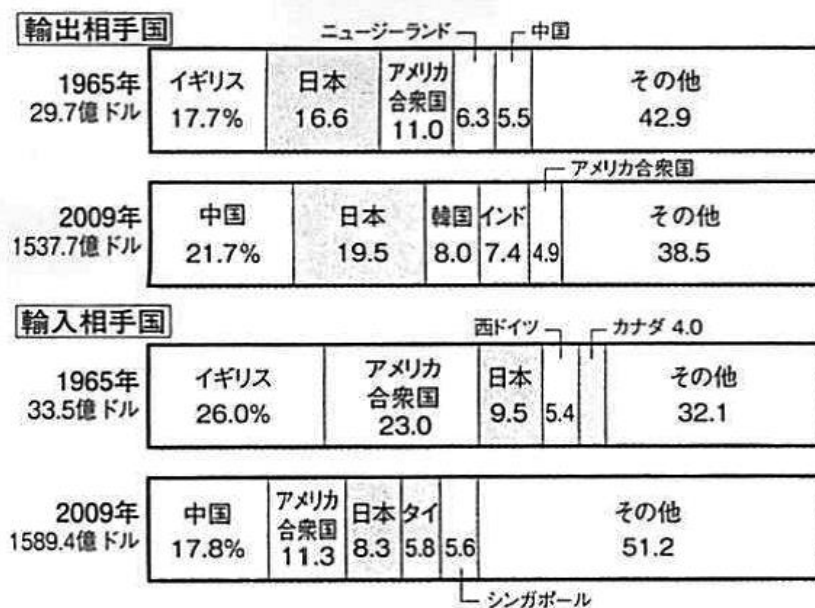 輸出相手国
ニュージーランド
中国
1965年
29.7億ドル
イギリス
17.7%
日本
16.6
アメリカ
合衆国
11.0
6.3
5.5
その他
42.9
アメリカ合衆国
2009年
1537.7億ドル
中国
21.7%
日本
19.5
韓国
8.0
インド
7.4
4.9
その他
38.5
輸入相手国
西ドイツ
カナダ 4.0
1965年
33.5億ドル
イギリス
26.0%
アメリカ
合衆国
23.0
日本
9.5
5.4
その他
32.1
2009年
1589.4億ドル
中国
17.8%
アメリカ
合衆国
11.3
日本
8.3
タイ
5.8
5.6
その他
51.2
シンガポール